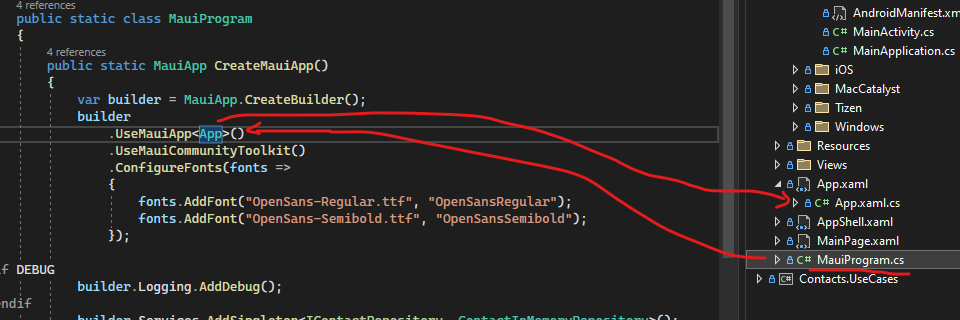 4 references
public static class MauiProgram
{
4 references
public static MauiApp CreateMauiApp()
{
var builder = MauiApp.CreateBuilder();
builder
.UseMauiApp<App>()
.UseMauiCommunityToolkit()
.ConfigureFonts(fonts =>
{
fonts.AddFont("OpenSans-Regular.ttf", "OpenSansRegular");
fonts.AddFont("OpenSans-Semibold.ttf", "OpenSansSemibold");
});
if DEBUG
builder.Logging.AddDebug();
endif
builder.Services.AddSingleton<IContactRepository, ContactInMemoryRepository>();
AndroidManifest.xm
C# MainActivity.cs
C# MainApplication.cs
iOS
MacCatalyst
Tizen
Windows
Resources
Views
App.xaml
C# App.xaml.cs
AppShell.xaml
MainPage.xaml
C# MauiProgram.cs
C# Contacts.UseCases